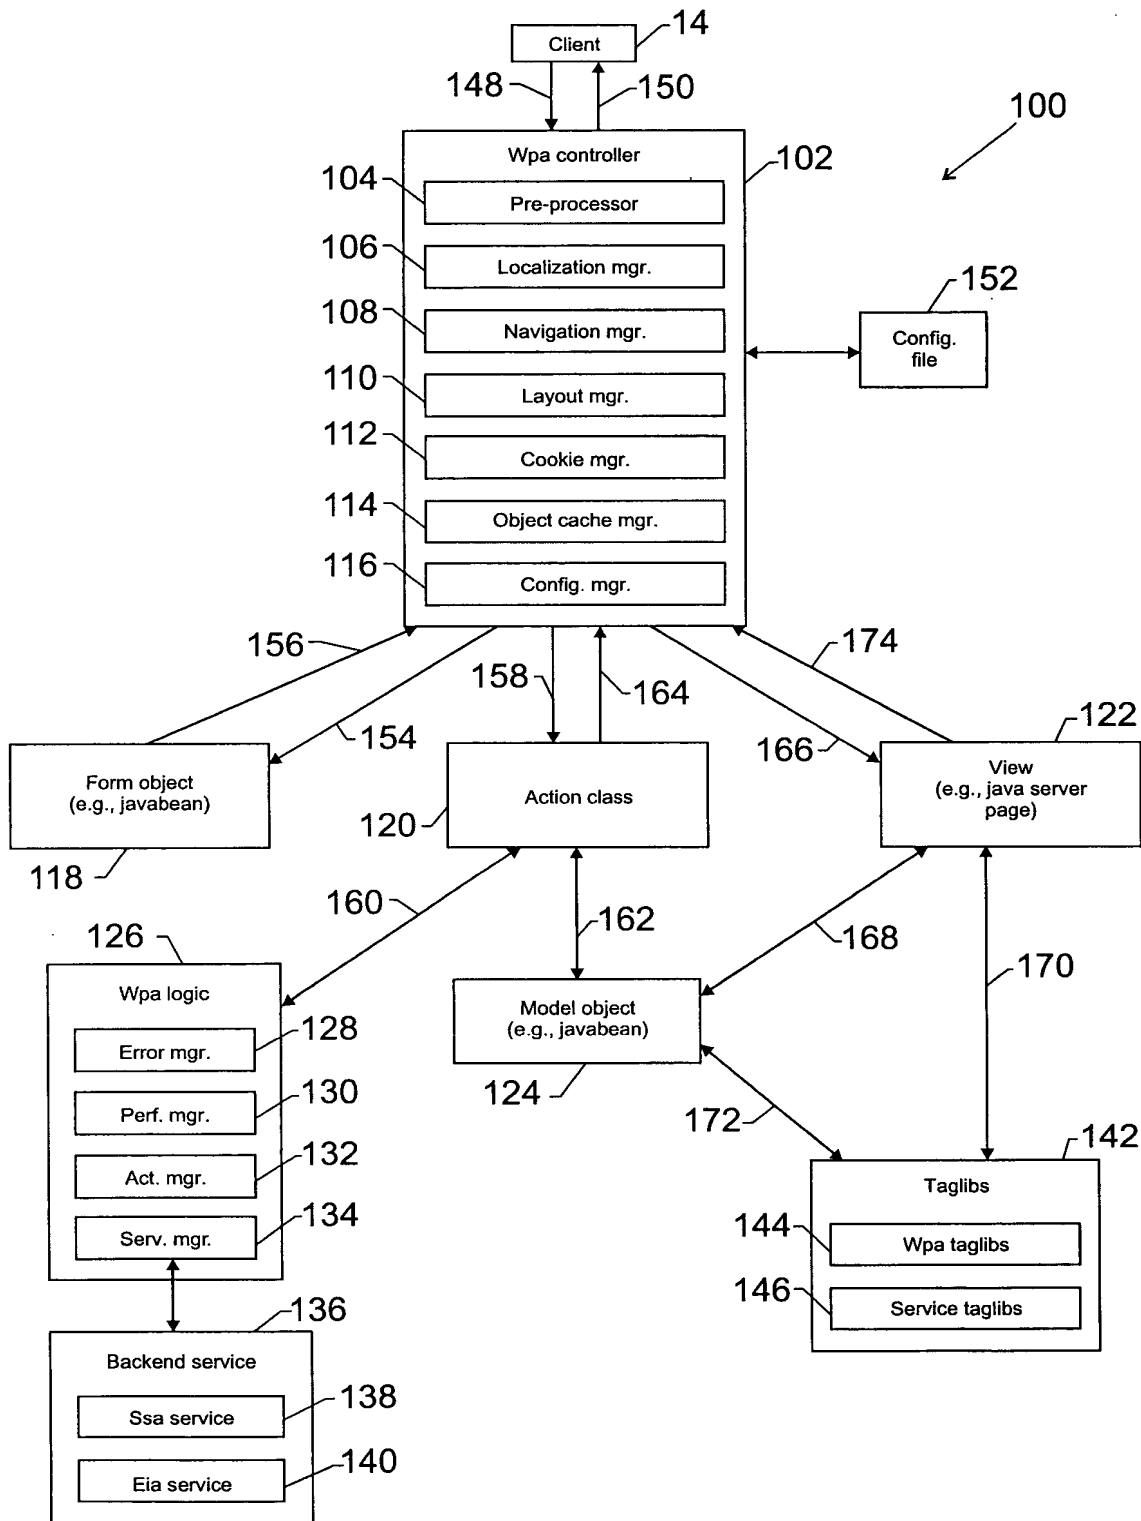 Client
14
148
150
100
Wpa controller
102
104
Pre-processor
106
Localization mgr.
108
Navigation mgr.
152
Config.
file
110
Layout mgr.
112
Cookie mgr.
114
Object cache mgr.
116
Config. mgr.
156
154
158
164
174
166
122
Form object
(e.g., javabean)
118
Action class
120
View
(e.g., java server
page)
160
162
168
170
126
Wpa logic
Error mgr.
128
Perf. mgr.
130
Act. mgr.
132
Serv. mgr.
134
Model object
(e.g., javabean)
124
172
142
Taglibs
144
Wpa taglibs
146
Service taglibs
136
Backend service
Ssa service
138
Eia service
140